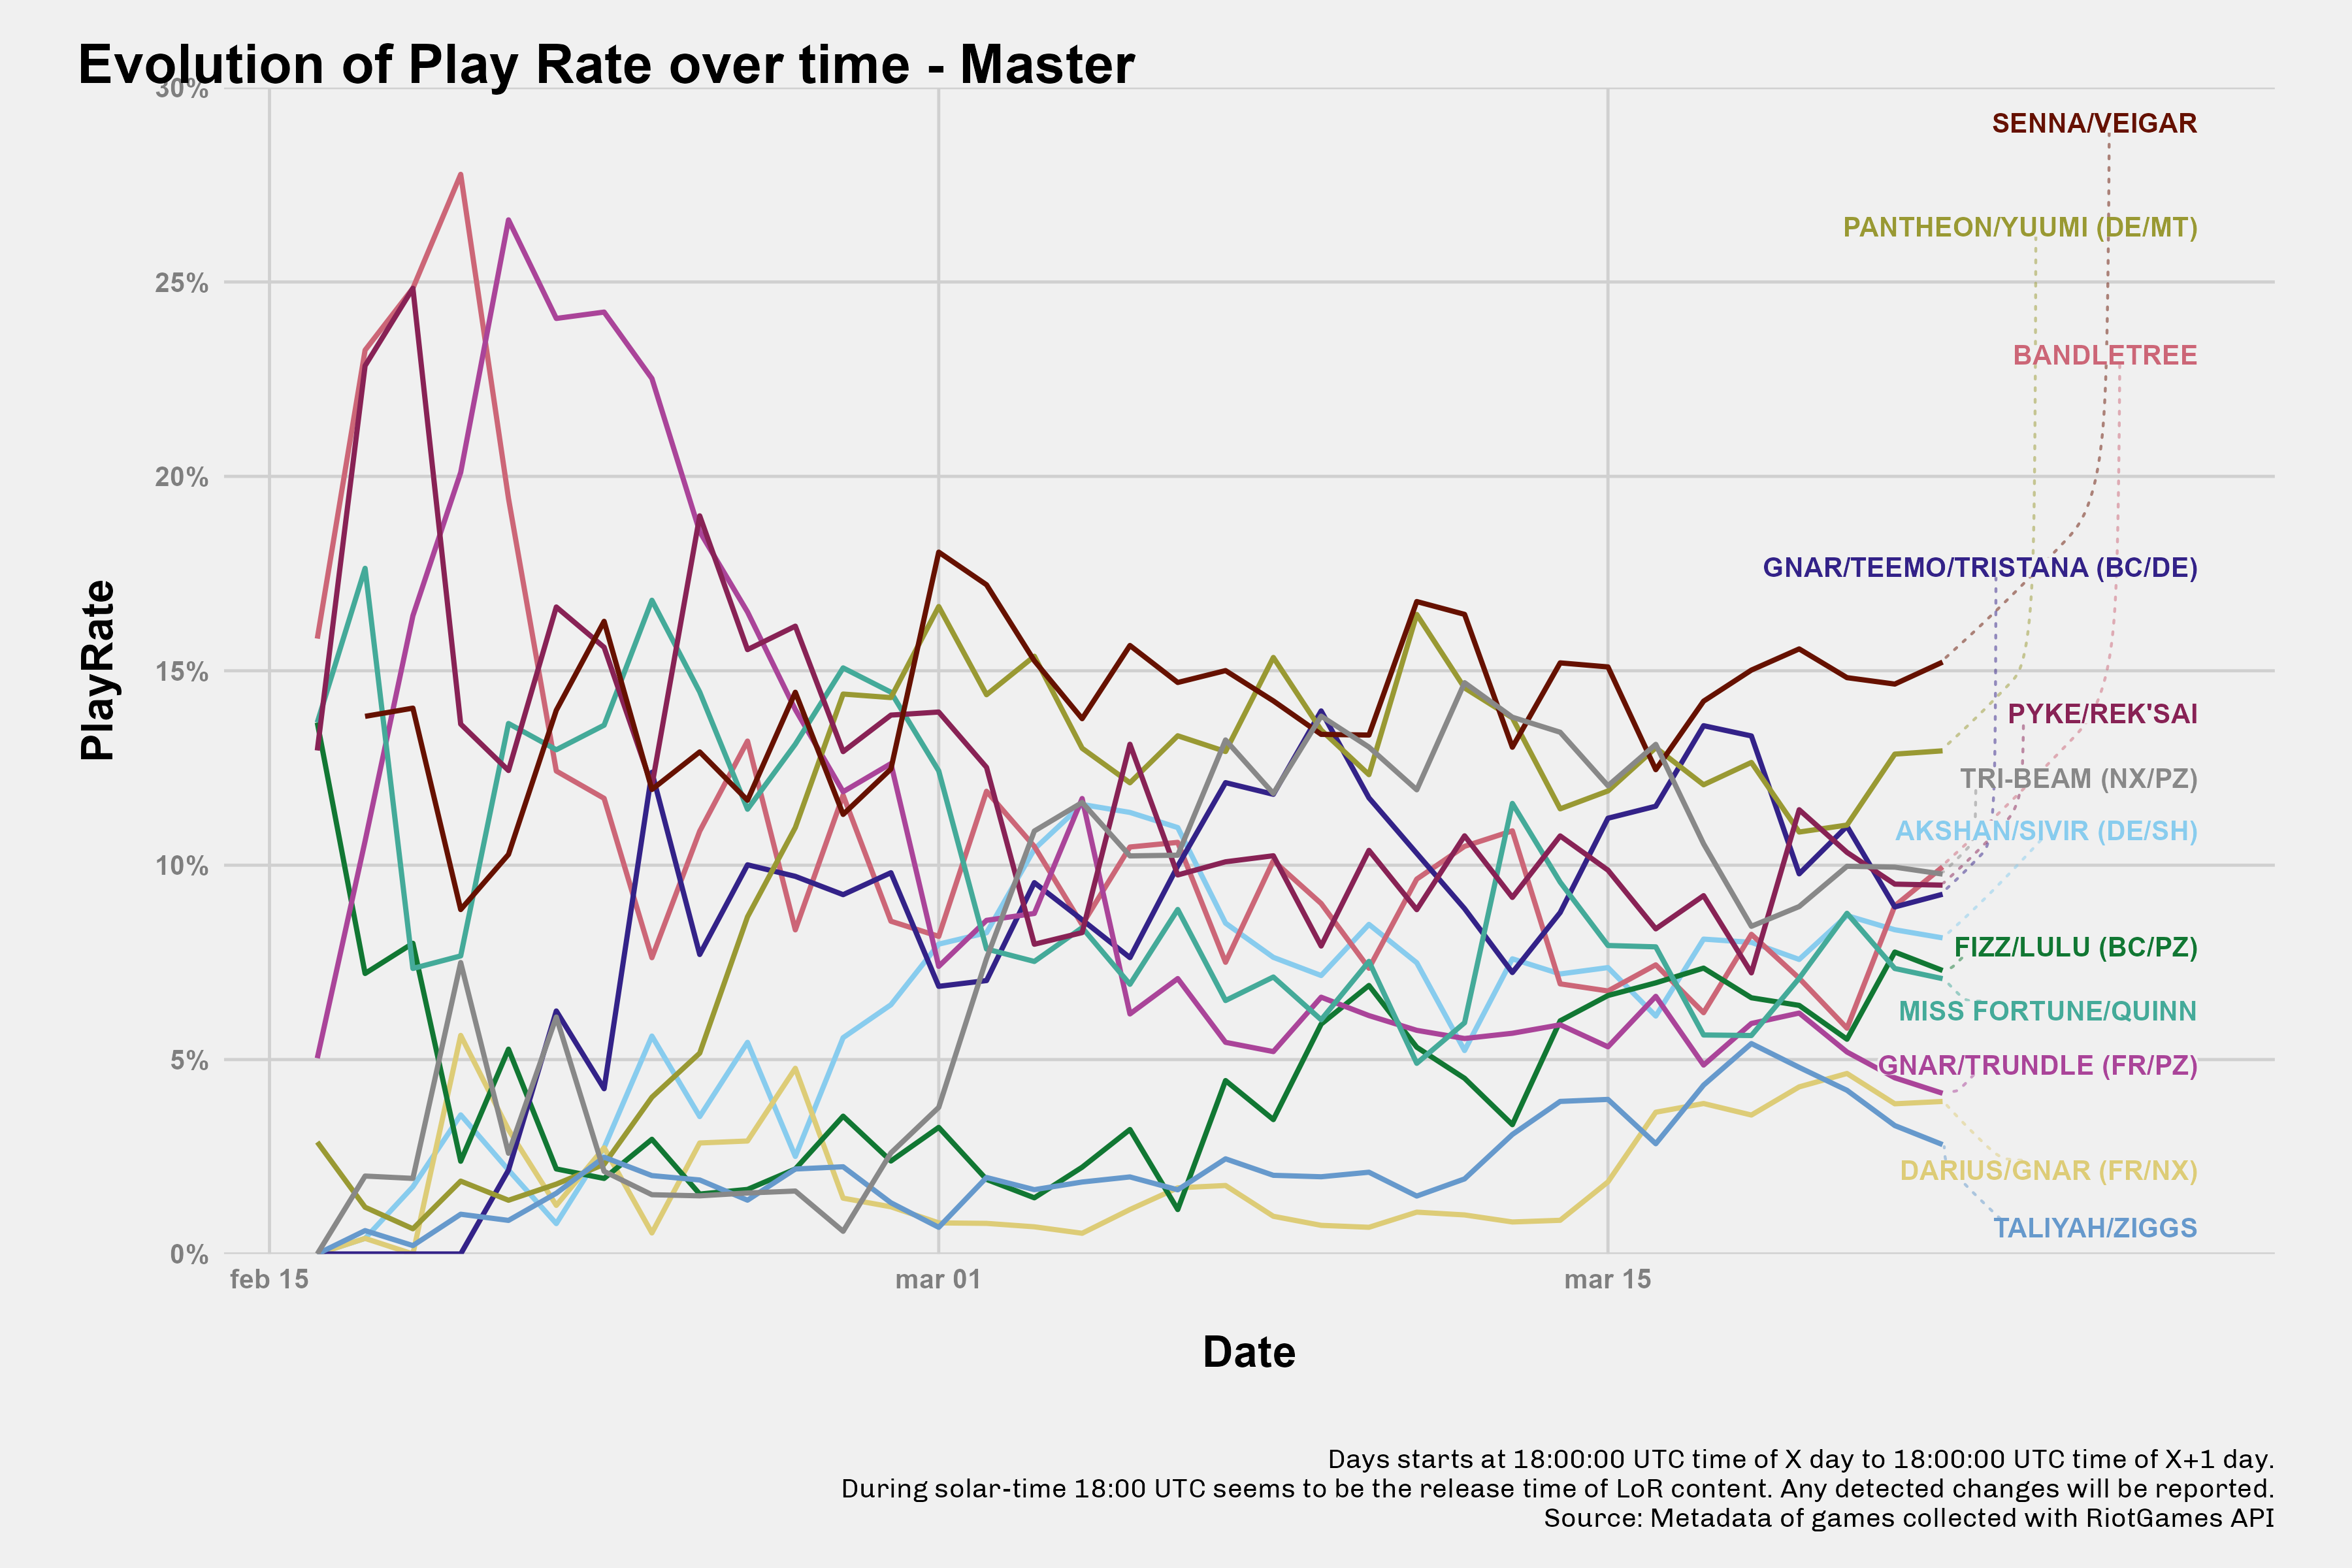 Evolution of Play Rate over time - Master
30%
25%
20%
15%
10%
5%
0%
PlayRate
SENNA/VEIGAR
PANTHEON/YUUMI (DE/MT)
BANDLETREE
GNAR/TEEMO/TRISTANA (BC/DE)
PYKE/REK'SAI
TRI-BEAM (NX/PZ)
AKSHAN/SIVIR (DE/SH)
FIZZ/LULU (BC/PZ)
MISS FORTUNE/QUINN
GNAR/TRUNDLE (FR/PZ)
DARIUS/GNAR (FR/NX)
TALIYAH/ZIGGS
feb 15
mar 01
mar 15
Date
Days starts at 18:00:00 UTC time of X day to 18:00:00 UTC time of X+1 day.
During solar-time 18:00 UTC seems to be the release time of LoR content. Any detected changes will be reported.
Source: Metadata of games collected with RiotGames API